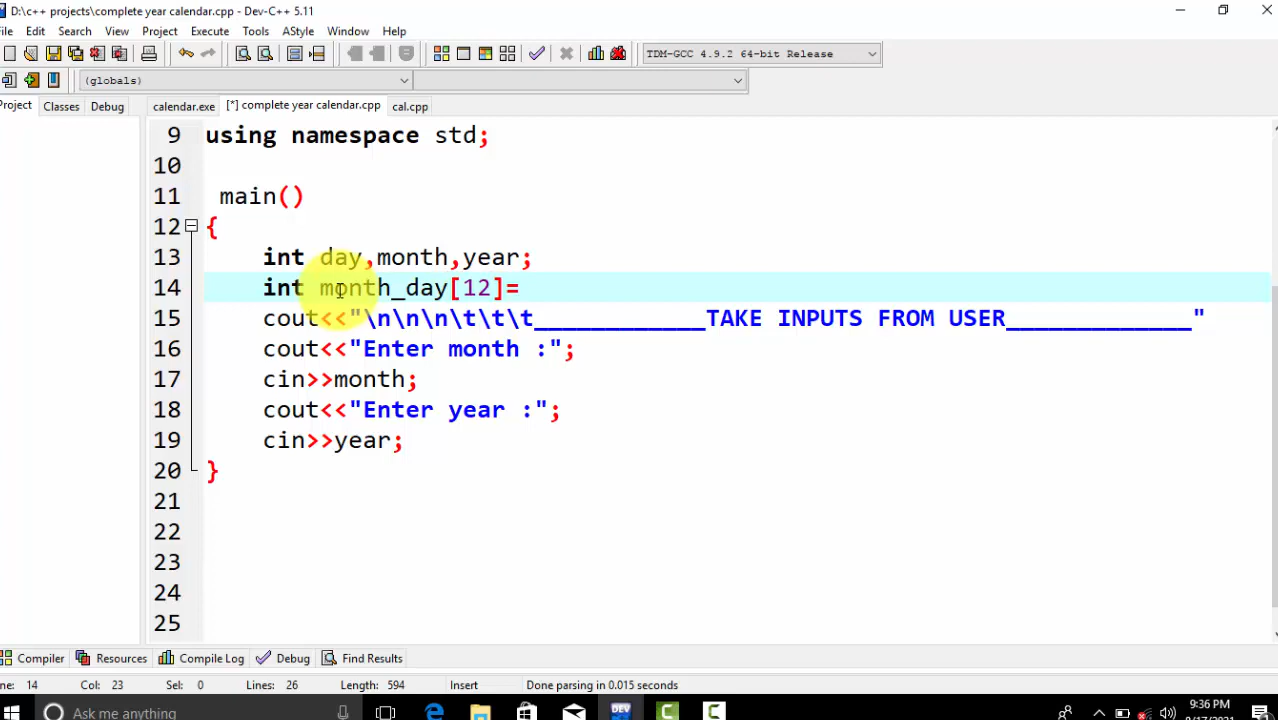 D:\c++ projects\complete year calendar.cpp - Dev-C++ 5.11
File Edit Search View Project Execute Tools AStyle Window Help
TDM-GCC 4.9.2 64-bit Release
(globals)
Project Classes Debug calendar.exe [*] complete year calendar.cpp cal.cpp
9 using namespace std;
10
11 main()
12 {
13 int day,month,year;
14 int month_day[12]=
15 cout<<"\n\n\n\t\t\t____________TAKE INPUTS FROM USER_____________"
16 cout<<"Enter month :";
17 cin>>month;
18 cout<<"Enter year :";
19 cin>>year;
20 }
21
22
23
24
25
Compiler Resources Compile Log Debug Find Results
ne: 14 Col: 23 Sel: 0 Lines: 26 Length: 594 Insert Done parsing in 0.015 seconds
Ask me anything
DEV
9:36 PM